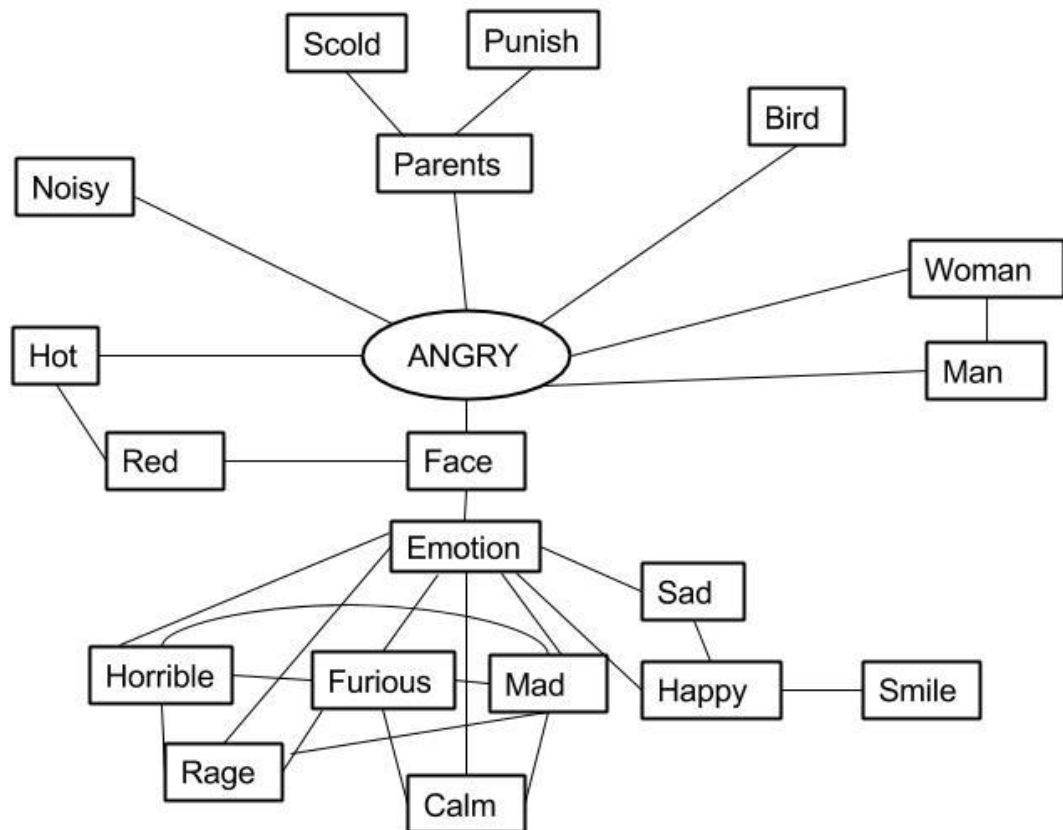 Scold
Punish
Bird
Parents
Noisy
Woman
Hot
ANGRY
Man
Red
Face
Emotion
Sad
Horrible
Furious
Mad
Happy
Smile
Rage
Calm